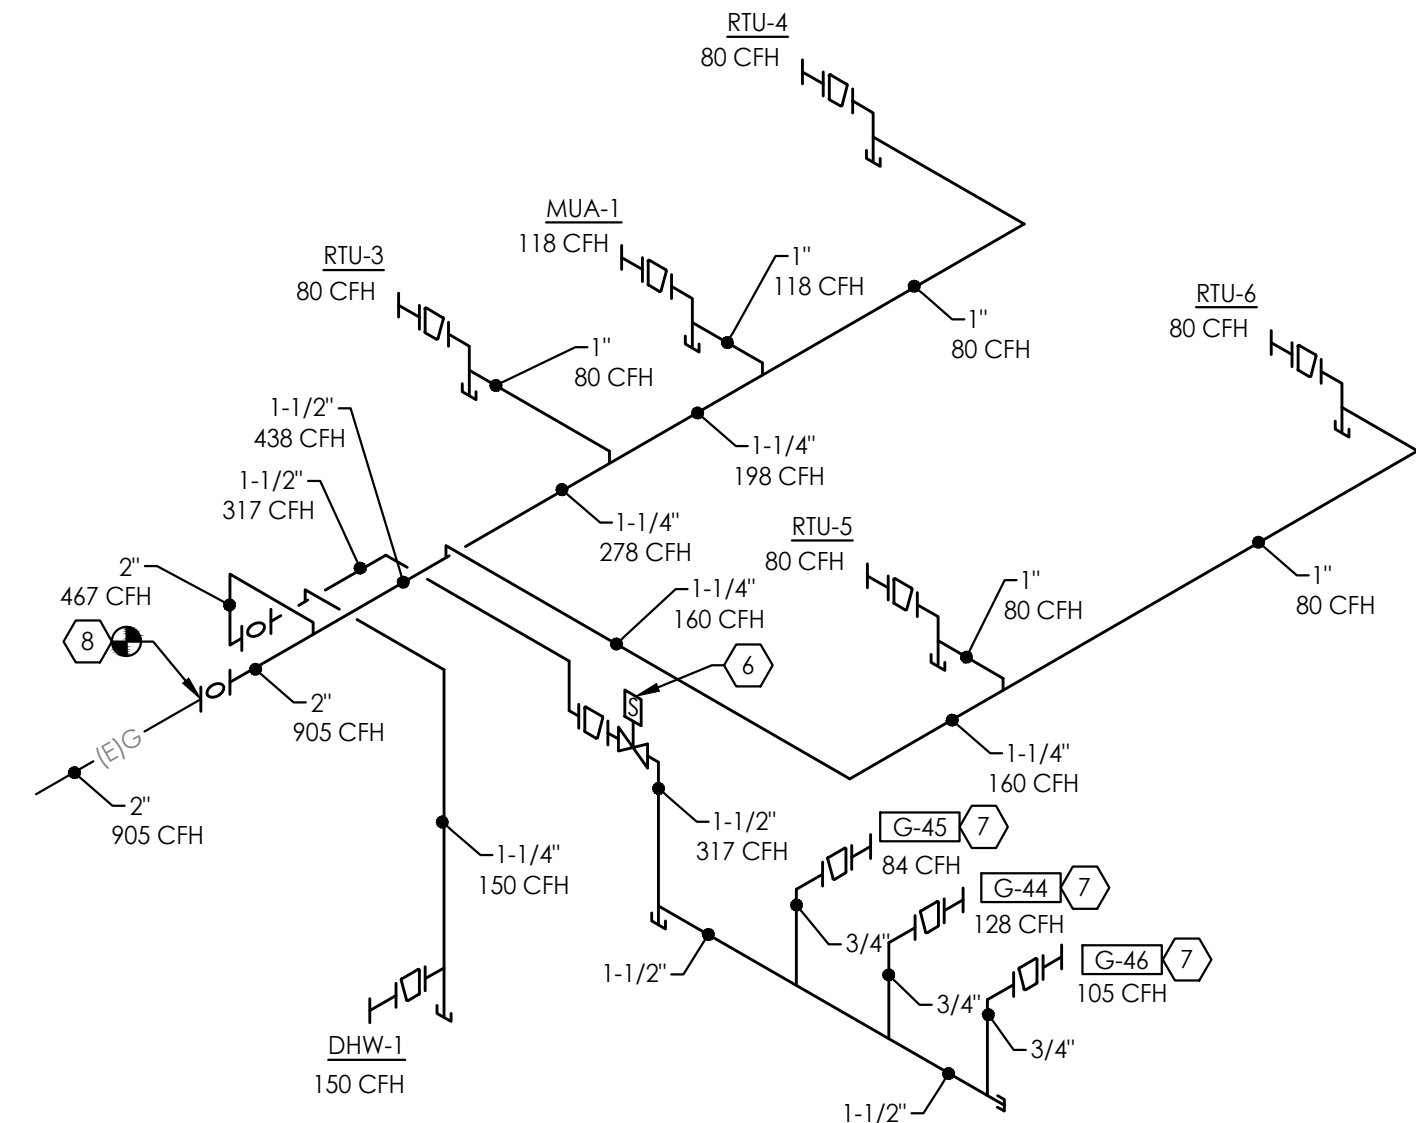 RTU-4
80 CFH
MUA-1
118 CFH
RTU-3
80 CFH
1"
118 CFH
RTU-6
80 CFH
1"
80 CFH
1"
80 CFH
1-1/2"
438 CFH
1-1/4"
198 CFH
1-1/2"
317 CFH
1-1/4"
278 CFH
RTU-5
80 CFH
2"
467 CFH
1"
80 CFH
1"
80 CFH
1-1/4"
160 CFH
8
6
S
2"
905 CFH
(E)G
1-1/4"
160 CFH
2"
905 CFH
1-1/2"
317 CFH
G-45 7
84 CFH
1-1/4"
150 CFH
G-44 7
128 CFH
3/4"
G-46 7
105 CFH
1-1/2"
3/4"
3/4"
DHW-1
150 CFH
1-1/2"